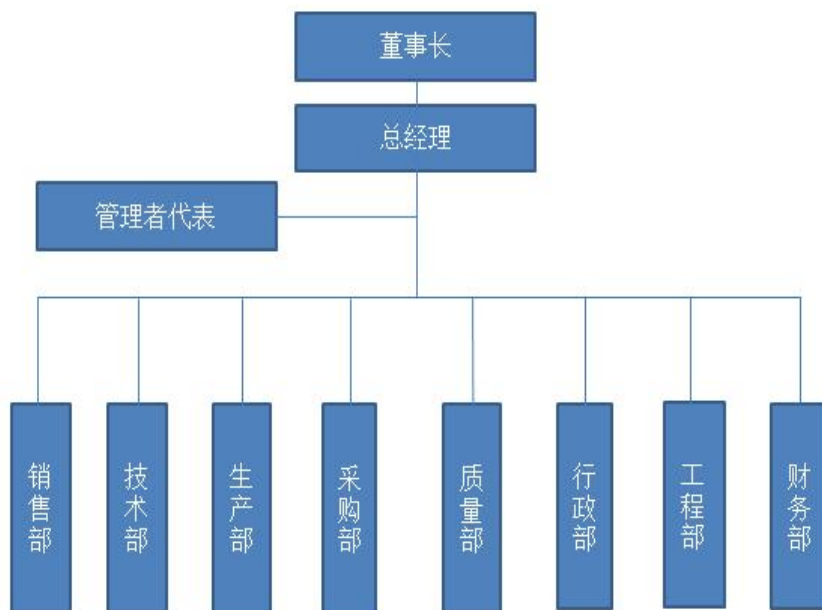 董事长
总经理
管理者代表
销售部
技术部
生产部
采购部
质量部
行政部
工程部
财务部